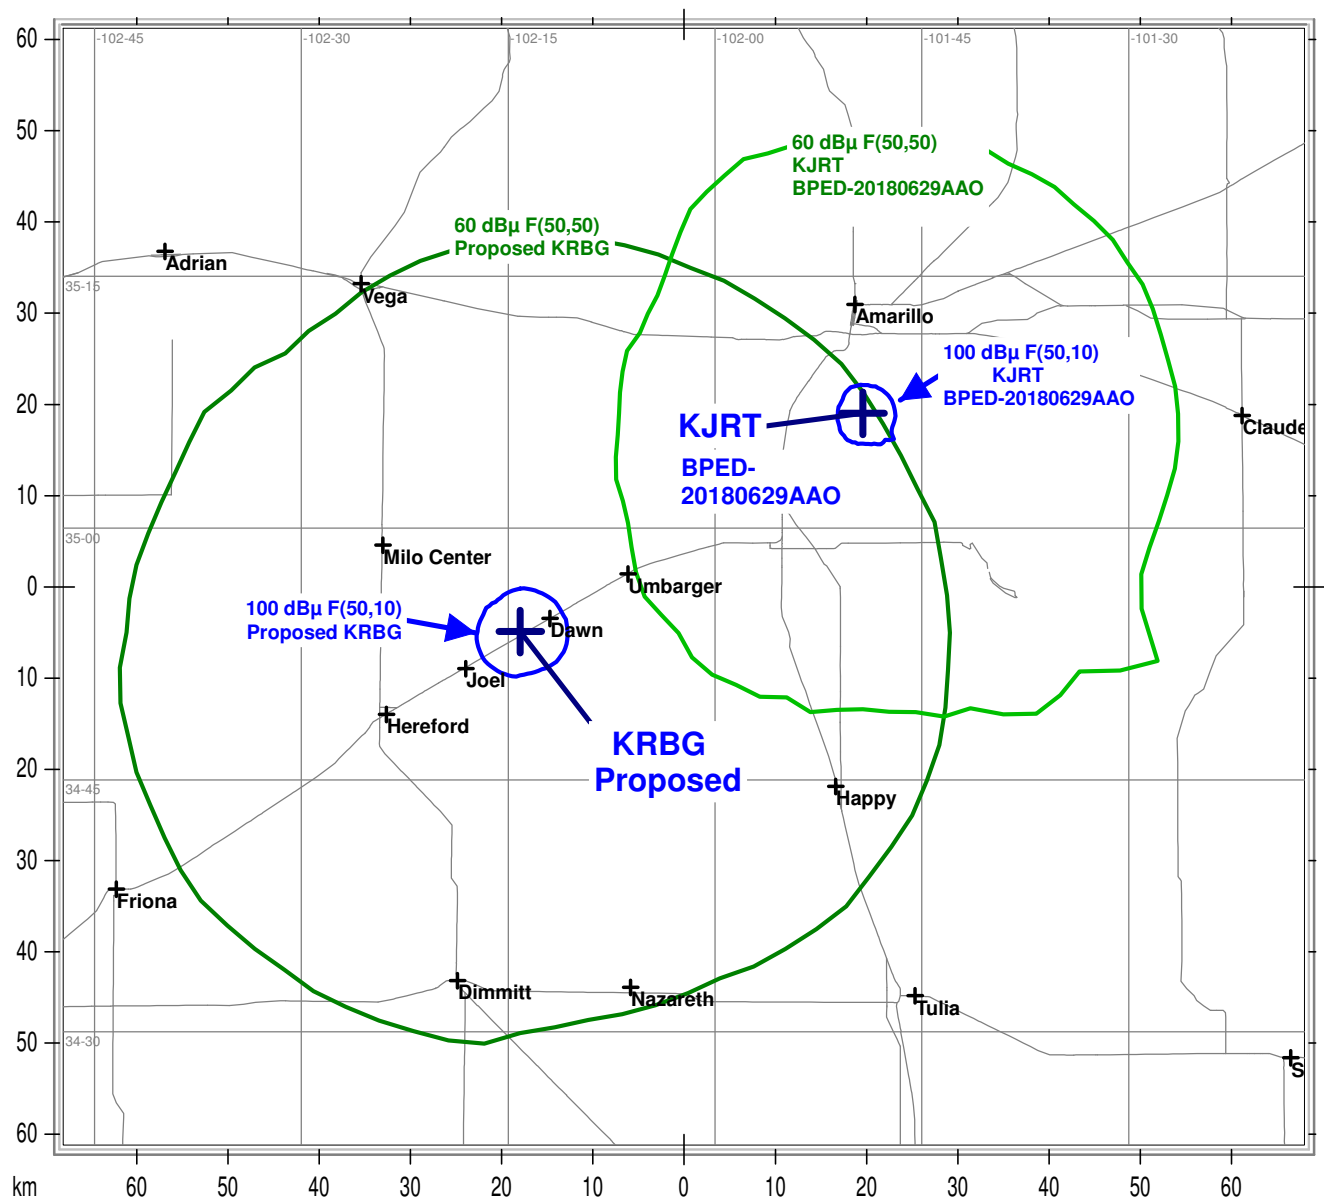 60
-102-45
-102-30
-102-15
-102-00
-101-45
-101-30
50
60 dBµ F(50,50)
KJRT
BPED-20180629AAO
40
60 dBµ F(50,50)
Proposed KRBG
Adrian
35-15
Vega
30
Amarillo
100 dBµ F(50,10)
KJRT
BPED-20180629AAO
20
KJRT
Claude
BPED-
20180629AAO
10
35-00
Milo Center
0
Umbarger
100 dBµ F(50,10)
Proposed KRBG
Dawn
10
Joel
Hereford
KRBG
Proposed
20
34-45
Happy
30
Friona
40
Dimmitt
Nazareth
Tulia
50
34-30
S
60
km
60
50
40
30
20
10
0
10
20
30
40
50
60